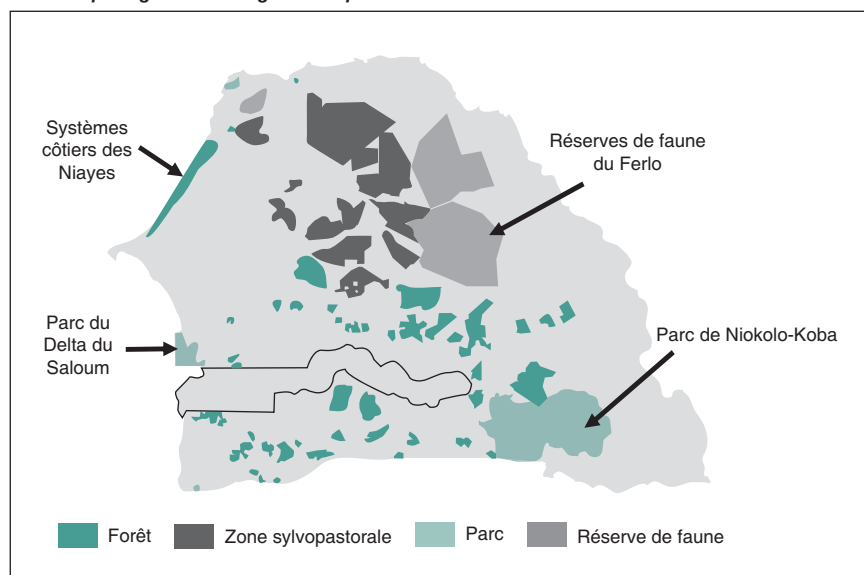 Systèmes
côtiers des
Niayes
Réserves de faune
du Ferlo
Parc du
Delta du
Saloum
Parc de Niokolo-Koba
Forêt
Zone sylvopastorale
Parc
Réserve de faune